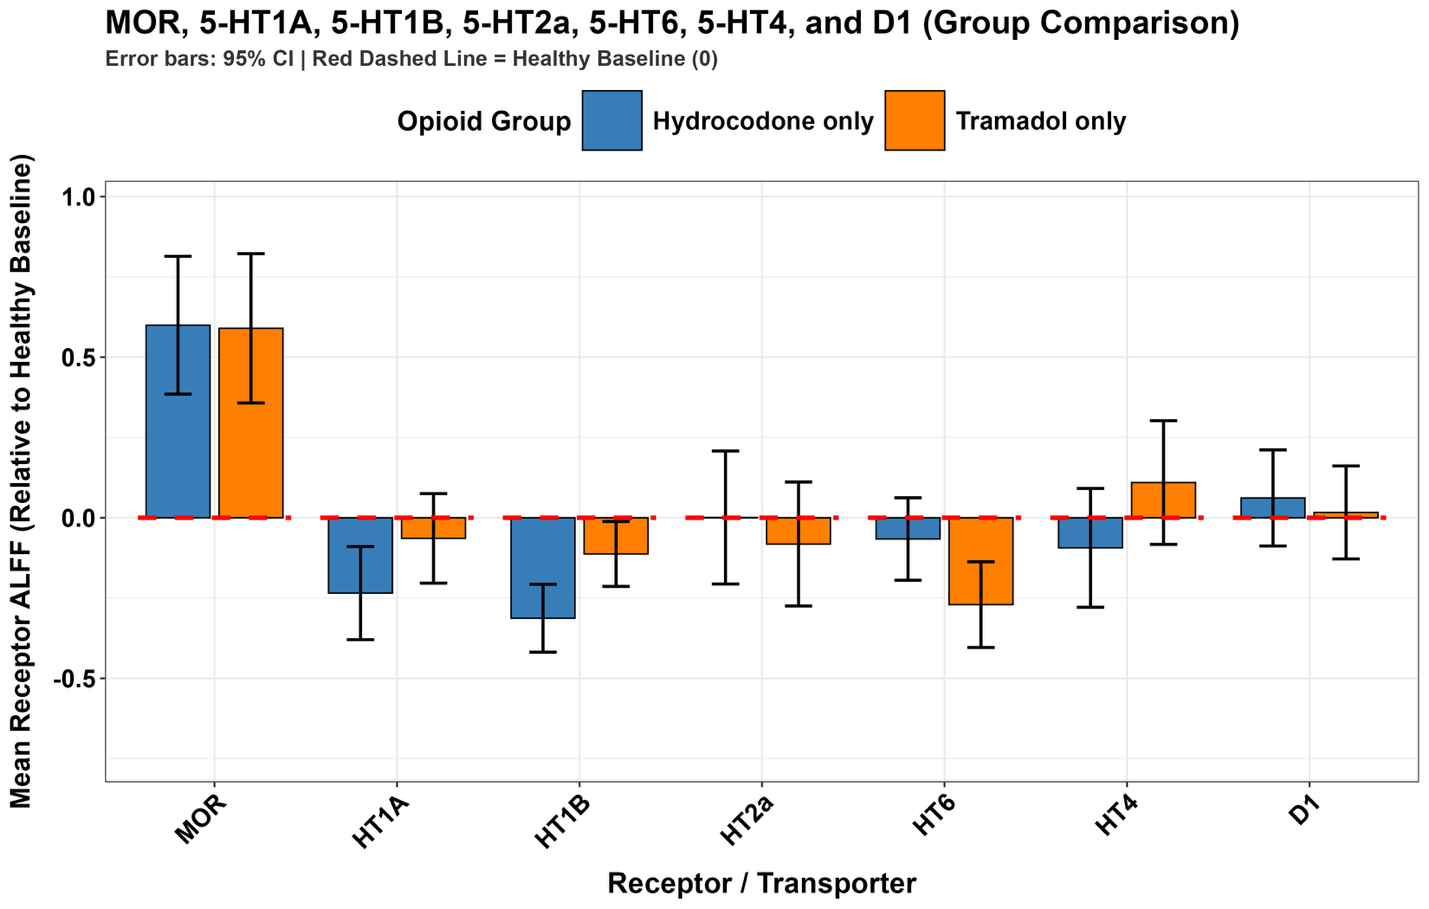 MOR, 5-HT1A, 5-HT1B, 5-HT2a, 5-HT6, 5-HT4, and D1 (Group Comparison)
Error bars: 95% CI | Red Dashed Line = Healthy Baseline (0)
Opioid Group Hydrocodone only Tramadol only
Mean Receptor ALFF (Relative to Healthy Baseline)
1.0
0.5
0.0
-0.5
MOR HT1A HT1B HT2a HT6 HT4 D1
Receptor / Transporter